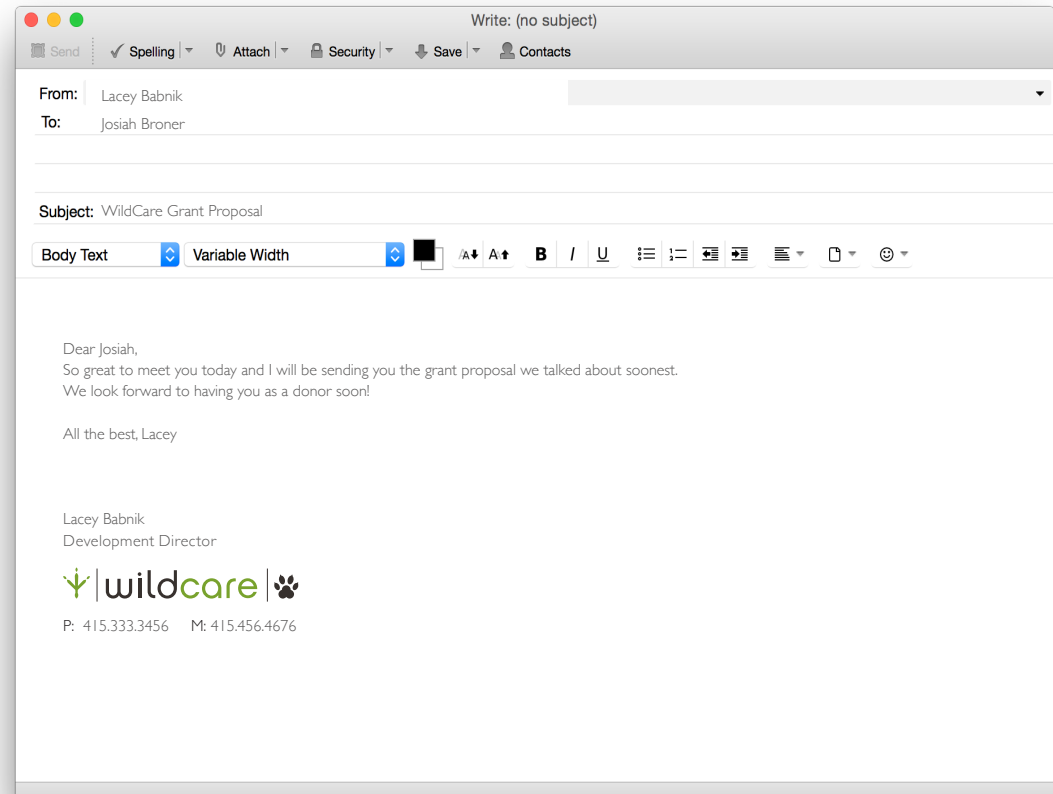 Write: (no subject)
Send Spelling Attach Security Save Contacts
From: Lacey Babnik
To: Josiah Broner
Subject: WildCare Grant Proposal
Body Text Variable Width A A B I U
Dear Josiah,
So great to meet you today and I will be sending you the grant proposal we talked about soonest.
We look forward to having you as a donor soon!
All the best, Lacey
Lacey Babnik
Development Director
wildcare
P: 415.333.3456 M: 415.456.4676